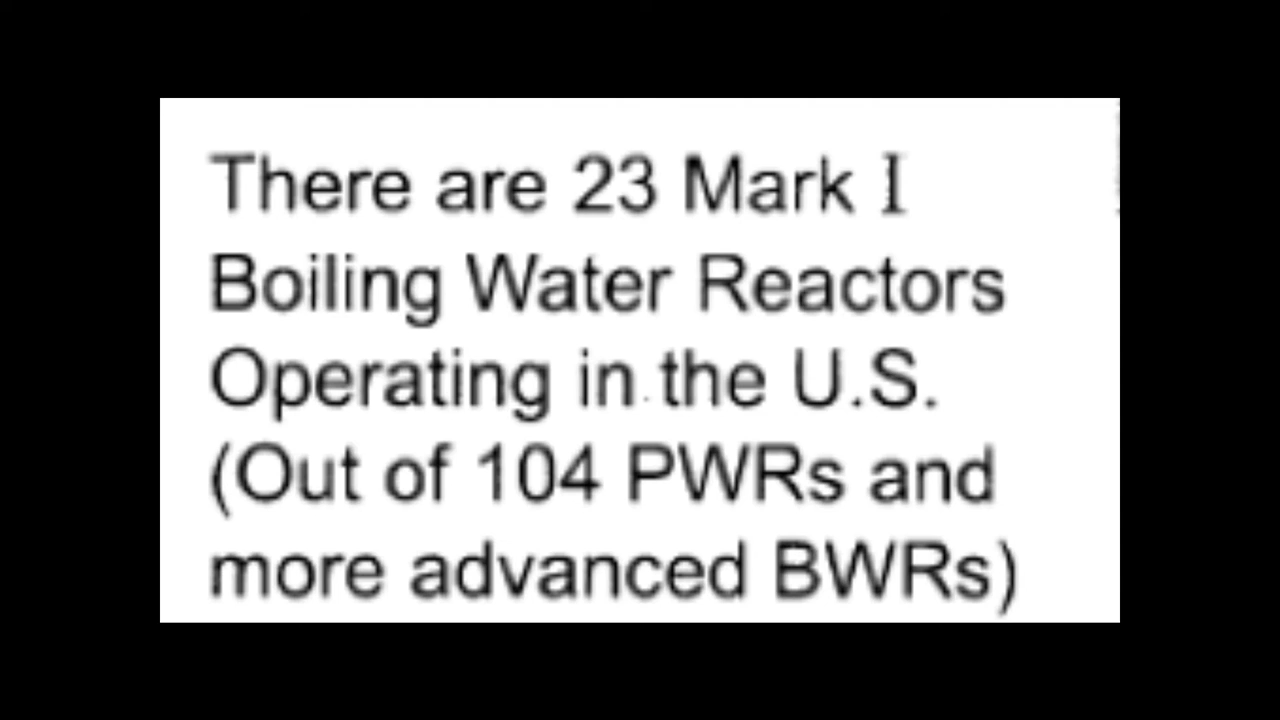 There are 23 Mark I
Boiling Water Reactors
Operating in the U.S.
(Out of 104 PWRs and
more advanced BWRs)